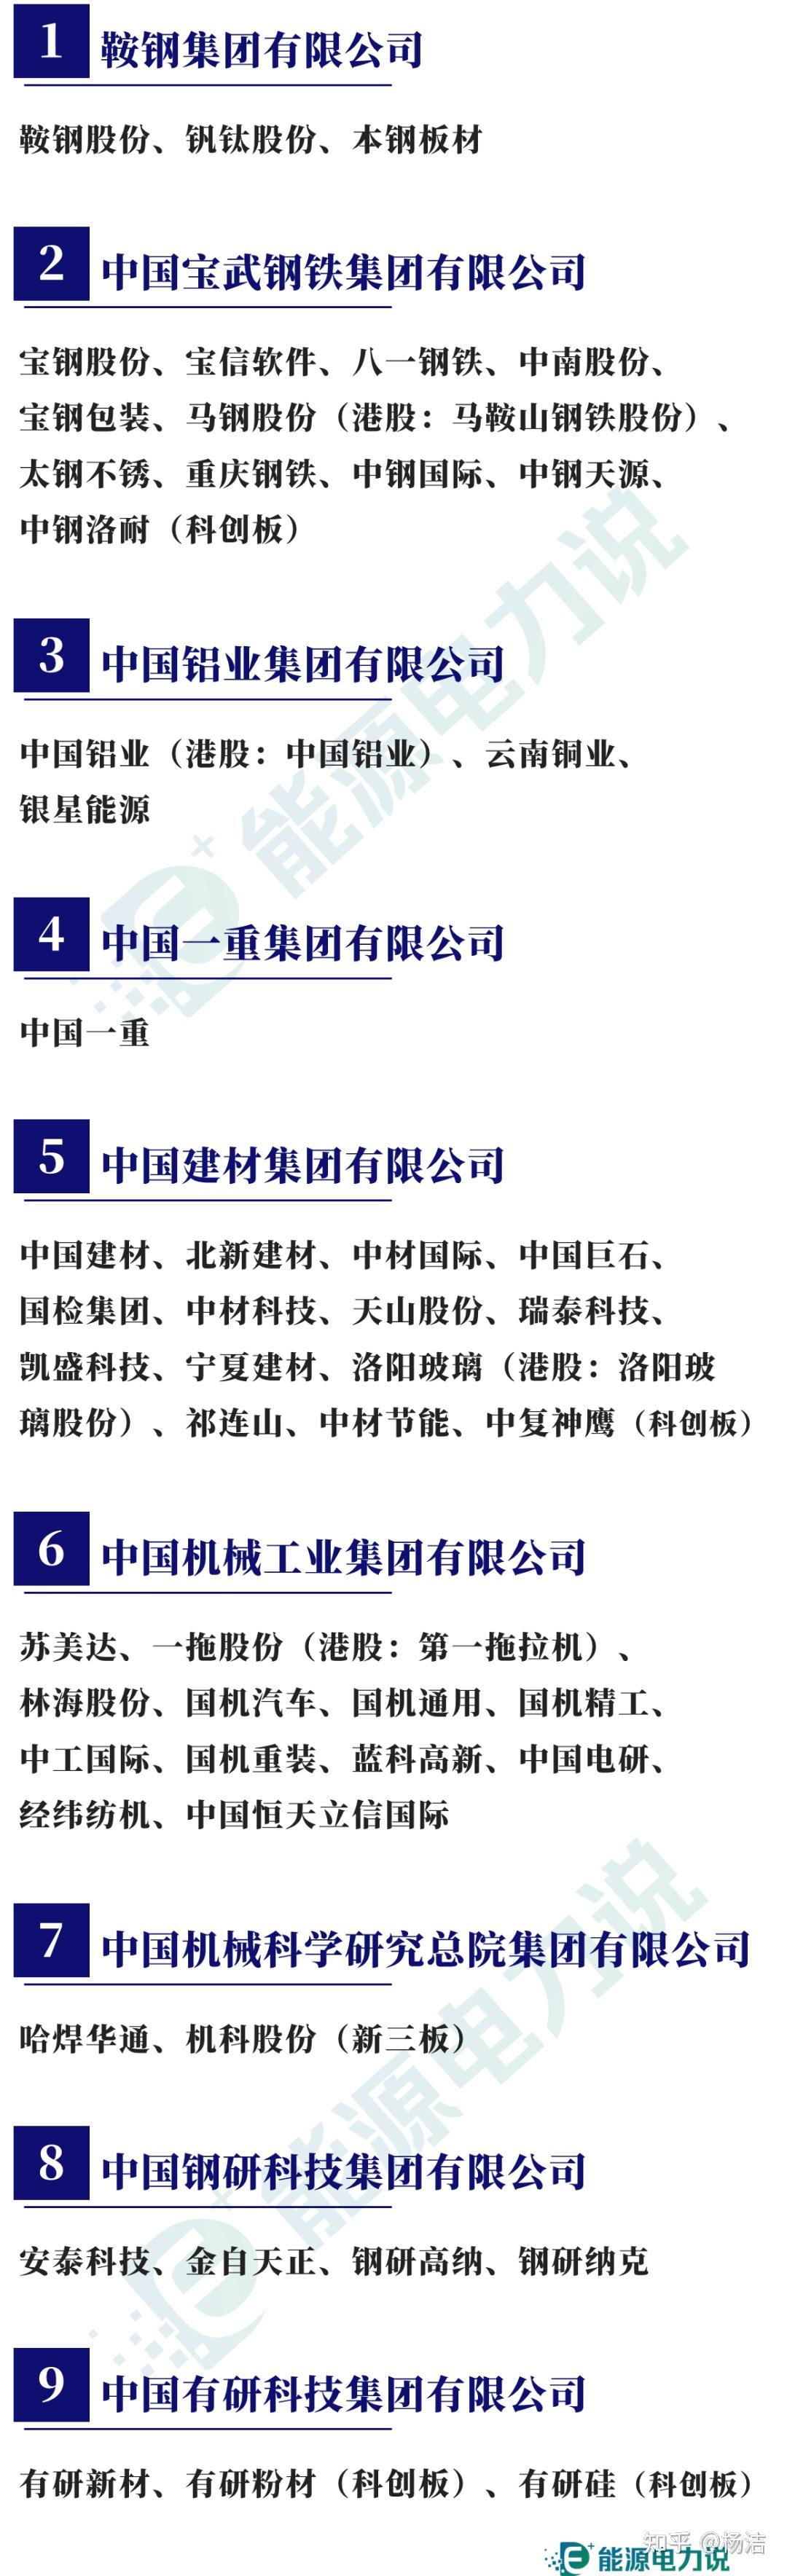 1 鞍钢集团有限公司
鞍钢股份、钒钛股份、本钢板材
2 中国宝武钢铁集团有限公司
宝钢股份、宝信软件、八一钢铁、中南股份、
宝钢包装、马钢股份（港股：马鞍山钢铁股份）、
太钢不锈、重庆钢铁、中钢国际、中钢天源、
中钢洛耐（科创板）
3 中国铝业集团有限公司
中国铝业（港股：中国铝业）、云南铜业、
银星能源
4 中国一重集团有限公司
中国一重
5 中国建材集团有限公司
中国建材、北新建材、中材国际、中国巨石、
国检集团、中材科技、天山股份、瑞泰科技、
凯盛科技、宁夏建材、洛阳玻璃（港股：洛阳玻
璃股份）、祁连山、中材节能、中复神鹰（科创板）
6 中国机械工业集团有限公司
苏美达、一拖股份（港股：第一拖拉机）、
林海股份、国机汽车、国机通用、国机精工、
中工国际、国机重装、蓝科高新、中国电研、
经纬纺机、中国恒天立信国际
7 中国机械科学研究总院集团有限公司
哈焊华通、机科股份（新三板）
8 中国钢研科技集团有限公司
安泰科技、金自天正、钢研高纳、钢研纳克
9 中国有研科技集团有限公司
有研新材、有研粉材（科创板）、有研硅（科创板）
知乎 @杨洁
能源电力说
能源电力说
能源电力说